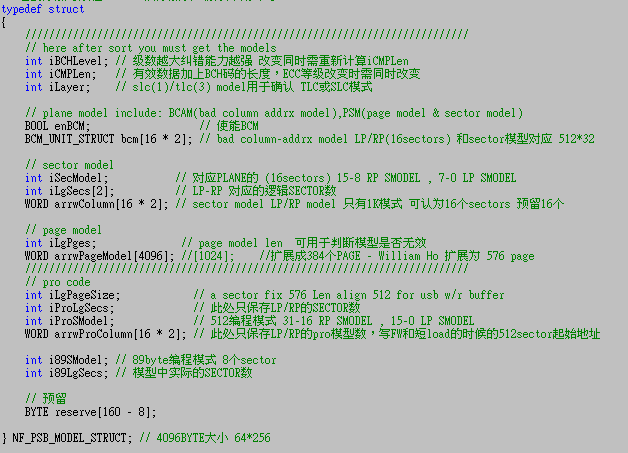 typedef struct
{
//////////////////////////////////////////////////////////////////////
// here after sort you must get the models
int iBCHLevel; // 级数越大纠错能力越强 改变同时需重新计算iCMPLen
int iCMPLen; // 有效数据加上BCH码的长度，ECC等级改变时需同时改变
int iLayer; // slc(1)/tlc(3) model用于确认 TLC或SLC模式
// plane model include: BCAM(bad column addrx model),PSM(page model & sector model)
BOOL enBCM; // 使能BCM
BCM_UNIT_STRUCT bcm[16 * 2]; // bad column-addrx model LP/RP(16sectors) 和sector模型对应 512*32
// sector model
int iSecModel; // 对应PLANE的 (16sectors) 15-8 RP SMODEL , 7-0 LP SMODEL
int iLgSecs[2]; // LP-RP 对应的逻辑SECTOR数
WORD arrwColumn[16 * 2]; // sector model LP/RP model 只有1K模式 可认为16个sectors 预留16个
// page model
int iLgPges; // page model len 可用于判断模型是否无效
WORD arrwPageModel[4096]; //[1024]; //扩展成384个PAGE - William Ho 扩展为 576 page
//////////////////////////////////////////////////////////////////////
// pro code
int iLgPageSize; // a sector fix 576 Len align 512 for usb w/r buffer
int iProLgSecs; // 此处只保存LP/RP的SECTOR数
int iProSModel; // 512编程模式 31-16 RP SMODEL , 15-0 LP SMODEL
WORD arrwProColumn[16 * 2]; // 此处只保存LP/RP的pro模型数，写FW和短load的时候的512sector起始地址
int i89SModel; // 89byte编程模式 8个sector
int i89LgSecs; // 模型中实际的SECTOR数
// 预留
BYTE reserve[160 - 8];
} NF_PSB_MODEL_STRUCT; // 4096BYTE大小 64*256